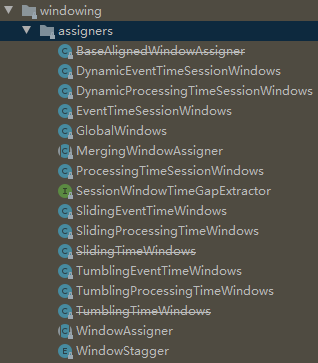 windowing
assigners
BaseAlignedWindowAssigner
DynamicEventTimeSessionWindows
DynamicProcessingTimeSessionWindows
EventTimeSessionWindows
GlobalWindows
MergingWindowAssigner
ProcessingTimeSessionWindows
SessionWindowTimeGapExtractor
SlidingEventTimeWindows
SlidingProcessingTimeWindows
SlidingTimeWindows
TumblingEventTimeWindows
TumblingProcessingTimeWindows
TumblingTimeWindows
WindowAssigner
WindowStagger